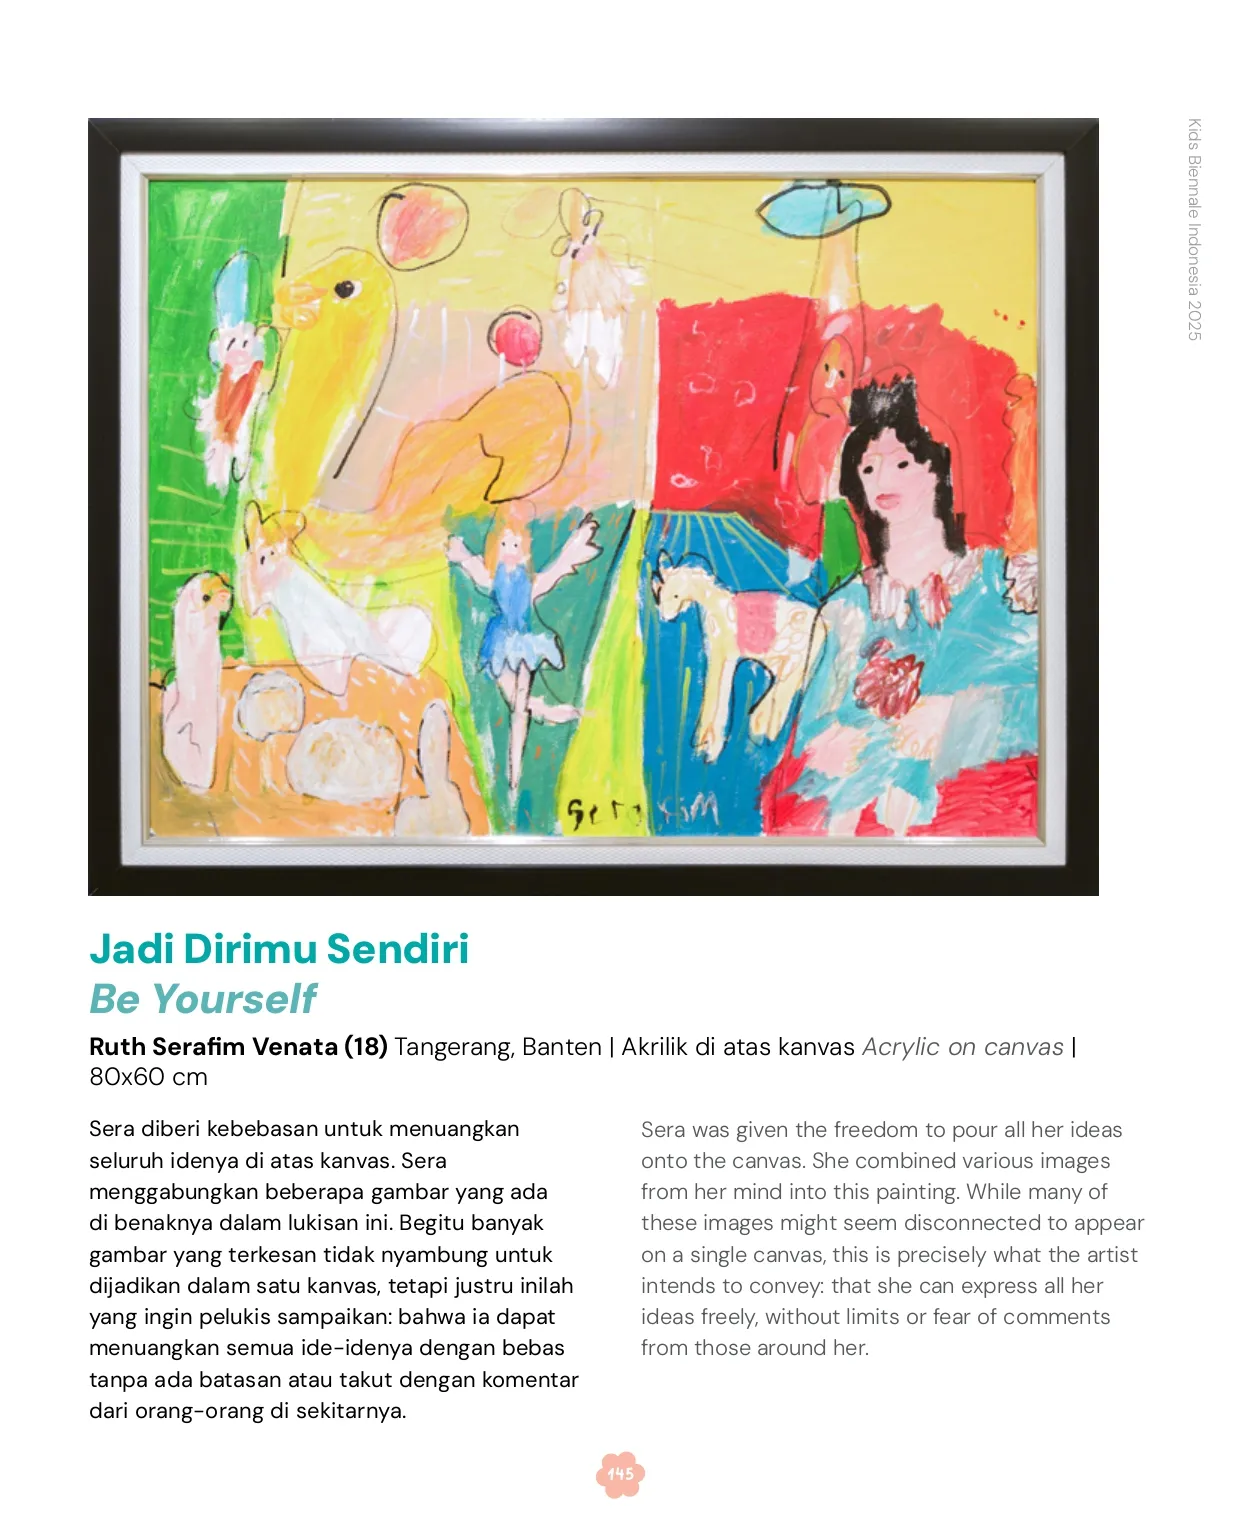 Kids Biennale Indonesia 2025
Sera fim
Jadi Dirimu Sendiri
Be Yourself
Ruth Serafim Venata (18) Tangerang, Banten | Akrilik di atas kanvas Acrylic on canvas |
80x60 cm
Sera diberi kebebasan untuk menuangkan
seluruh idenya di atas kanvas. Sera
menggabungkan beberapa gambar yang ada
di benaknya dalam lukisan ini. Begitu banyak
gambar yang terkesan tidak nyambung untuk
dijadikan dalam satu kanvas, tetapi justru inilah
yang ingin pelukis sampaikan: bahwa ia dapat
menuangkan semua ide-idenya dengan bebas
tanpa ada batasan atau takut dengan komentar
dari orang-orang di sekitarnya.
Sera was given the freedom to pour all her ideas
onto the canvas. She combined various images
from her mind into this painting. While many of
these images might seem disconnected to appear
on a single canvas, this is precisely what the artist
intends to convey: that she can express all her
ideas freely, without limits or fear of comments
from those around her.
145